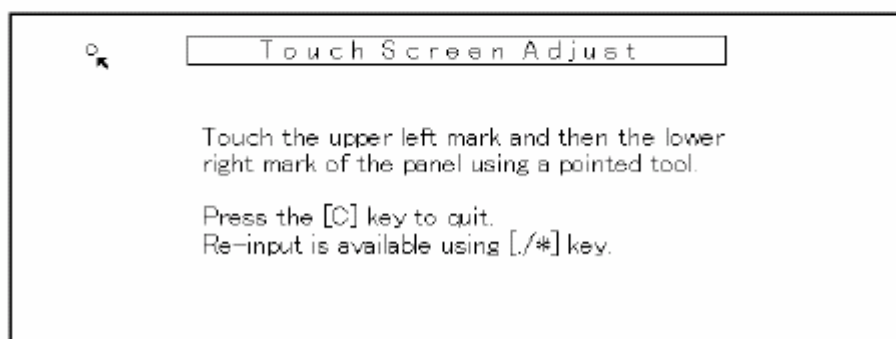 Touch Screen Adjust
Touch the upper left mark and then the lower
right mark of the panel using a pointed tool.
Press the [C] key to quit.
Re-input is available using [./*] key.